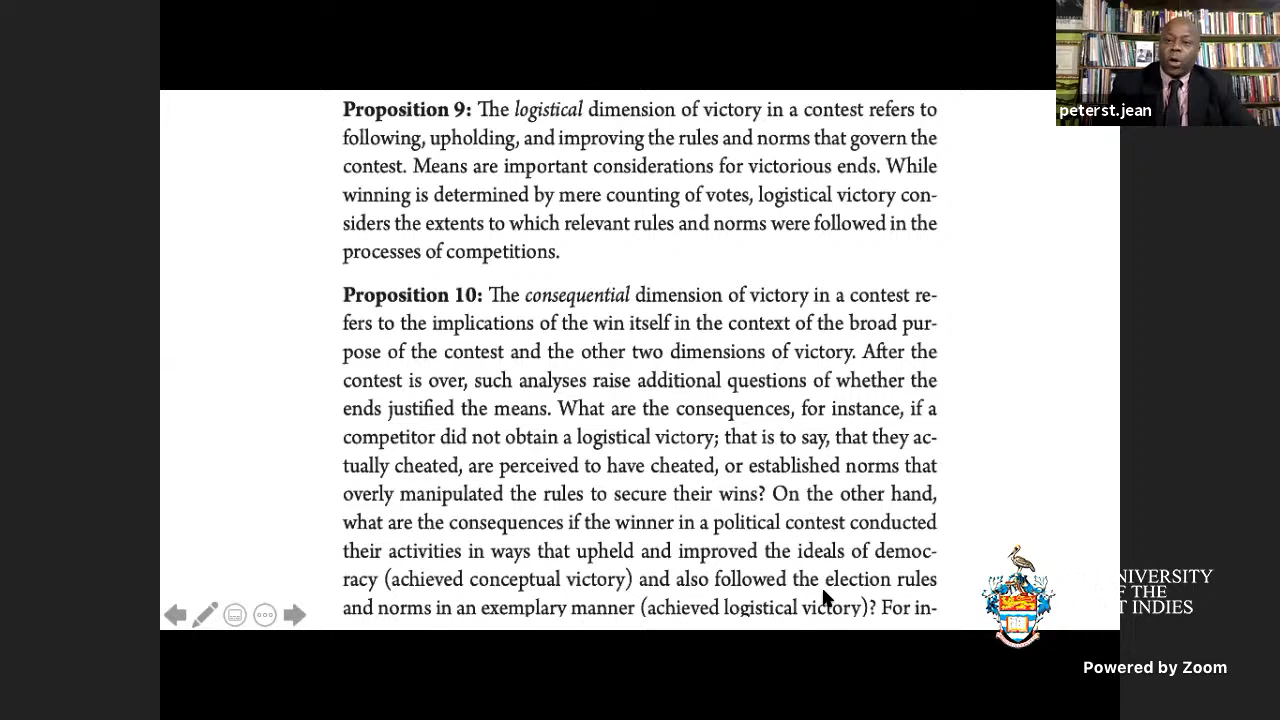 Proposition 9: The logistical dimension of victory in a contest refers to
following, upholding, and improving the rules and norms that govern the
contest. Means are important considerations for victorious ends. While
winning is determined by mere counting of votes, logistical victory con-
siders the extents to which relevant rules and norms were followed in the
processes of competitions.
Proposition 10: The consequential dimension of victory in a contest re-
fers to the implications of the win itself in the context of the broad pur-
pose of the contest and the other two dimensions of victory. After the
contest is over, such analyses raise additional questions of whether the
ends justified the means. What are the consequences, for instance, if a
competitor did not obtain a logistical victory; that is to say, that they ac-
tually cheated, are perceived to have cheated, or established norms that
overly manipulated the rules to secure their wins? On the other hand,
what are the consequences if the winner in a political contest conducted
their activities in ways that upheld and improved the ideals of democ-
racy (achieved conceptual victory) and also followed the election rules
and norms in an exemplary manner (achieved logistical victory)? For in-
peterst.jean
NIVERSITY
F THE
T INDIES
Powered by Zoom